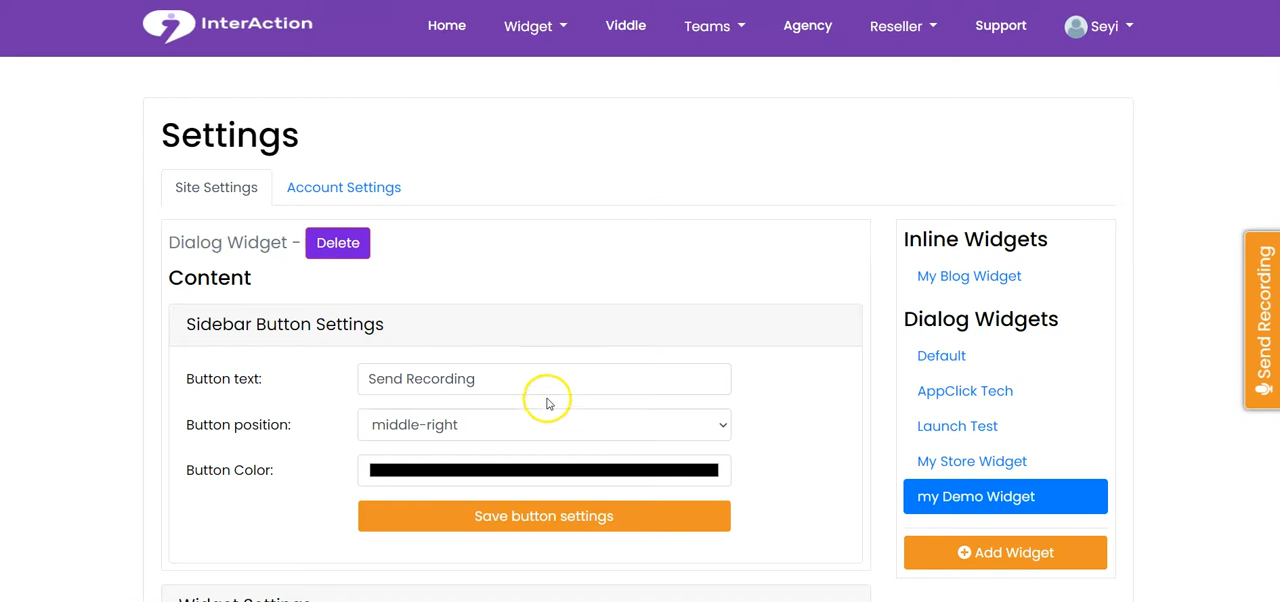 InterAction
Home
Widget
Viddle
Teams
Agency
Reseller
Support
Seyi
Settings
Site Settings
Account Settings
Dialog Widget - Delete
Content
Sidebar Button Settings
Button text: Send Recording
Button position: middle-right
Button Color:
Save button settings
Widget Settings
Inline Widgets
My Blog Widget
Dialog Widgets
Default
AppClick Tech
Launch Test
My Store Widget
my Demo Widget
Add Widget
Send Recording